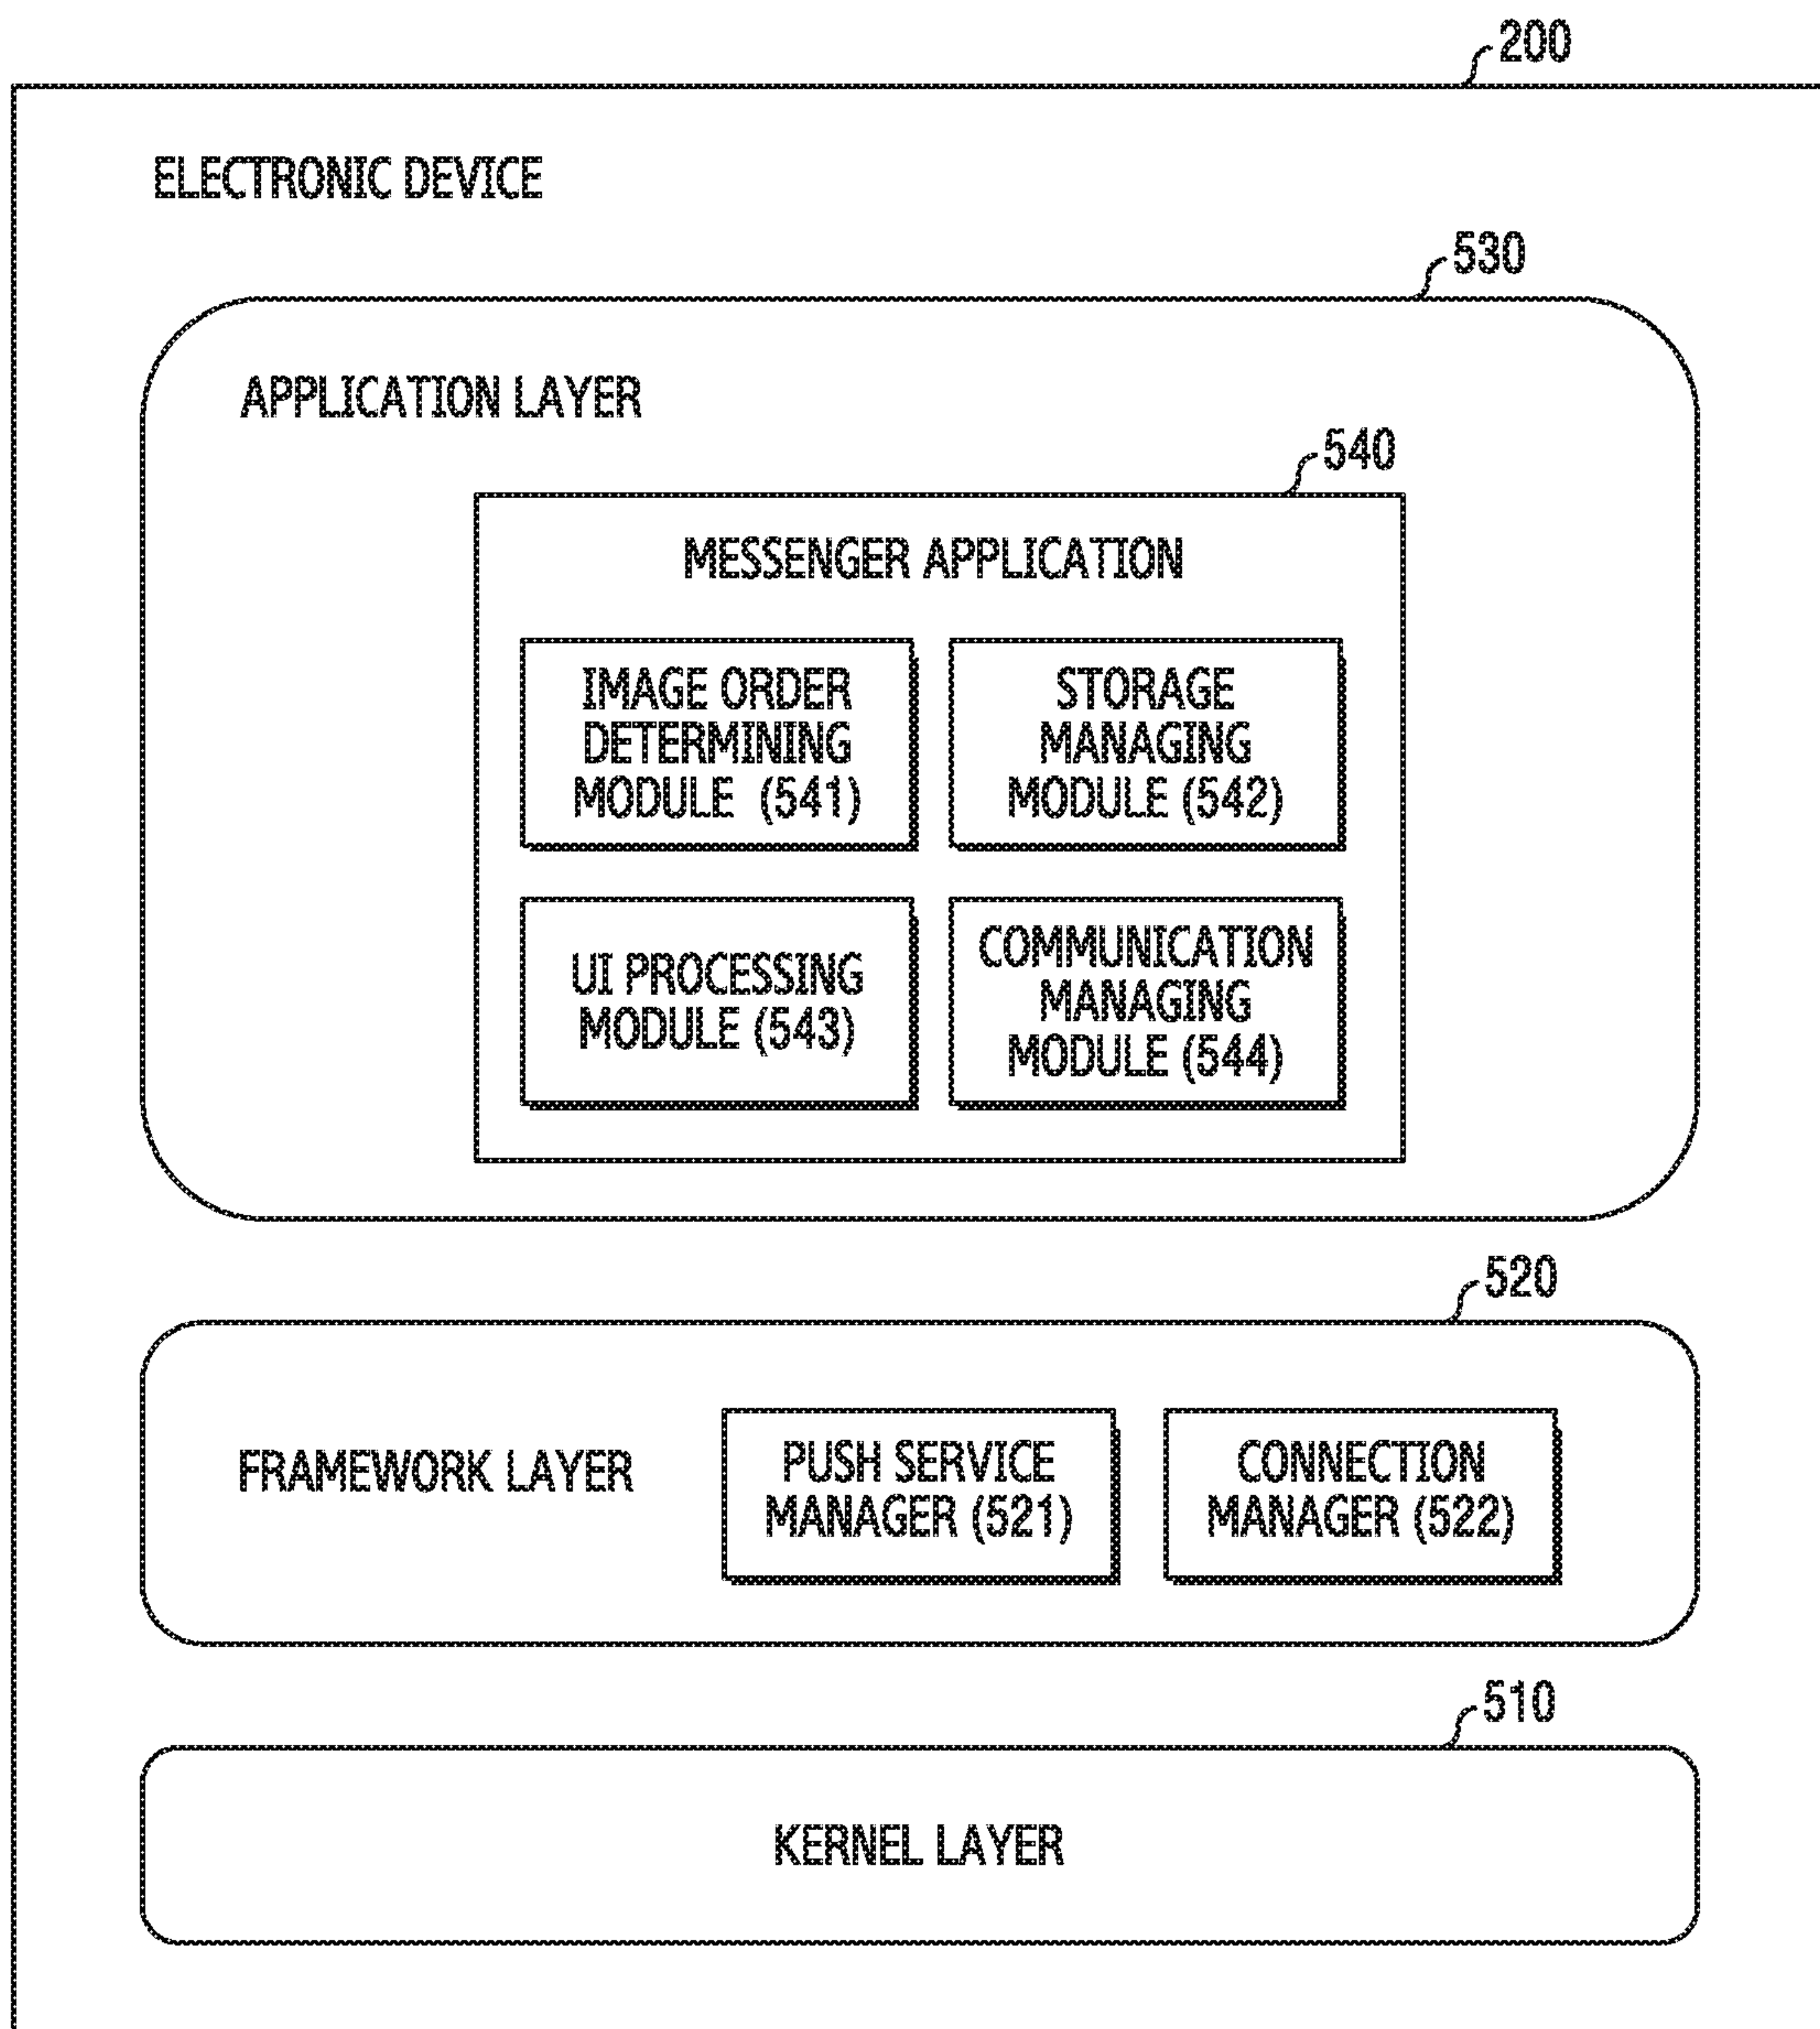 200
ELECTRONIC DEVICE
530
APPLICATION LAYER
540
MESSENGER APPLICATION
IMAGE ORDER
DETERMINING
MODULE (541)
STORAGE
MANAGING
MODULE (542)
UI PROCESSING
MODULE (543)
COMMUNICATION
MANAGING
MODULE (544)
520
FRAMEWORK LAYER
PUSH SERVICE
MANAGER (521)
CONNECTION
MANAGER (522)
510
KERNEL LAYER